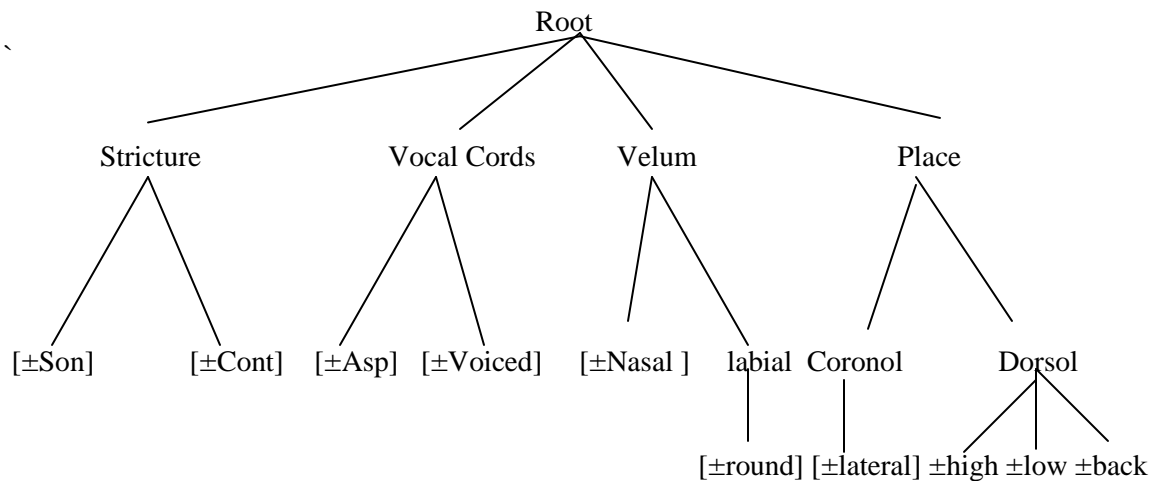 Root
`
Stricture Vocal Cords Velum Place
[±Son] [±Cont] [±Asp] [±Voiced] [±Nasal ] labial Coronol Dorsol
[±round] [±lateral] ±high ±low ±back